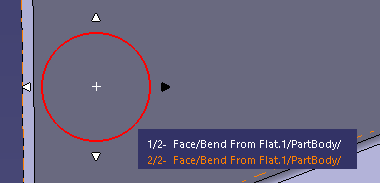 1/2-  Face/Bend From Flat.1/PartBody/
2/2-  Face/Bend From Flat.1/PartBody/